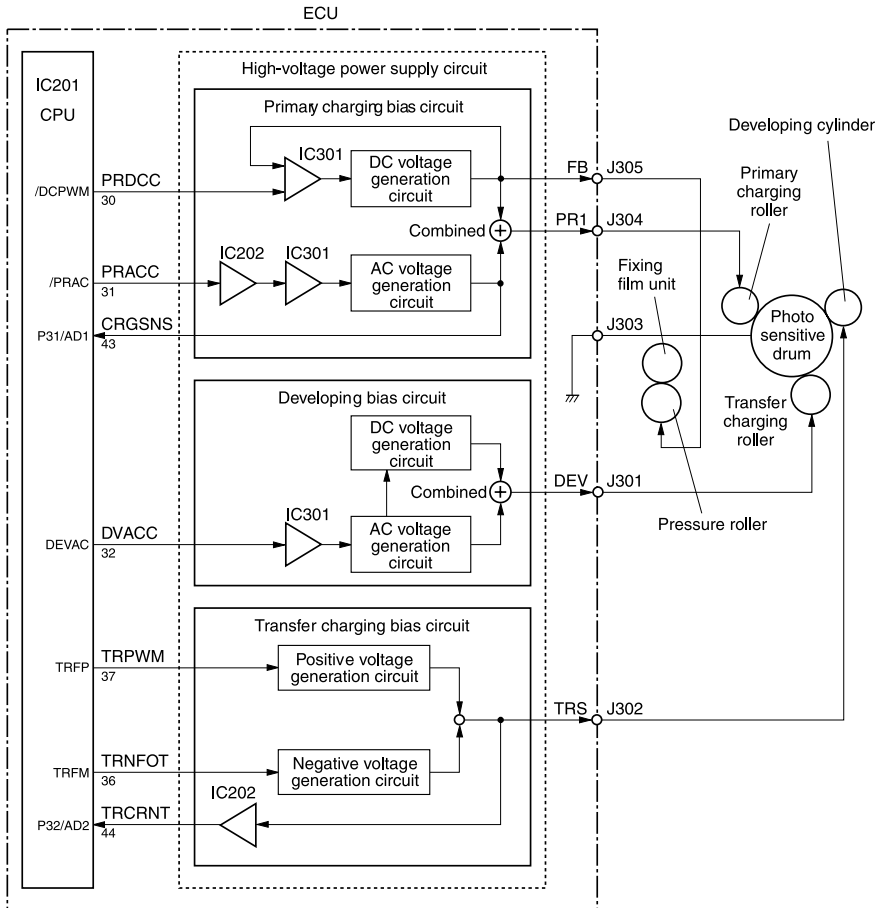 ECU
IC201
CPU
High-voltage power supply circuit
Primary charging bias circuit
IC301
DC voltage
generation
circuit
/DCPWM
PRDCC
30
FB
J305
Combined
PR1
J304
IC202
IC301
AC voltage
generation
circuit
/PRAC
PRACC
31
P31/AD1
CRGSNS
43
J303
Developing cylinder
Primary
charging
roller
Fixing
film unit
Photo
sensitive
drum
Transfer
charging
roller
Pressure roller
Developing bias circuit
DC voltage
generation
circuit
Combined
DEV
J301
IC301
AC voltage
generation
circuit
DEVAC
DVACC
32
Transfer charging bias circuit
TRFP
TRPWM
37
Positive voltage
generation circuit
TRS
J302
TRFM
TRNFOT
36
Negative voltage
generation circuit
IC202
P32/AD2
TRCRNT
44